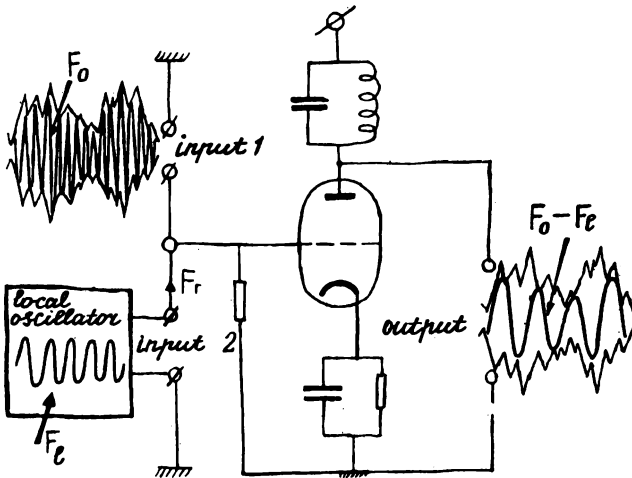 F₀
input 1
F₀-Fℓ
Fᵣ
local
oscillator
input 2
output
Fℓ